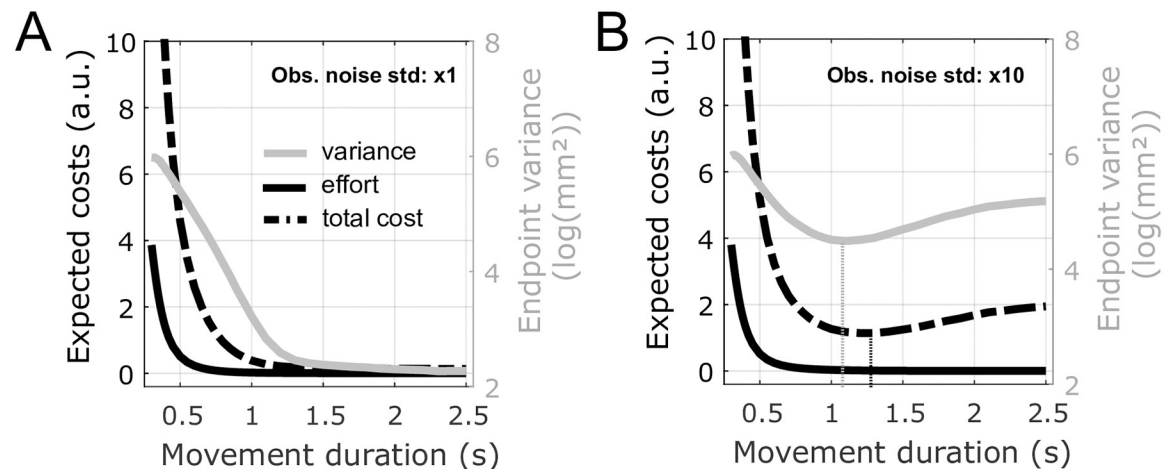 A
Expected costs (a.u.)
10
8
6
4
2
0
Obs. noise std: x1
variance
effort
total cost
8
6
4
2
Endpoint variance
(log(mm²))
0.5 1 1.5 2 2.5
Movement duration (s)
B
Expected costs (a.u.)
10
8
6
4
2
0
Obs. noise std: x10
8
6
4
2
Endpoint variance
(log(mm²))
0.5 1 1.5 2 2.5
Movement duration (s)